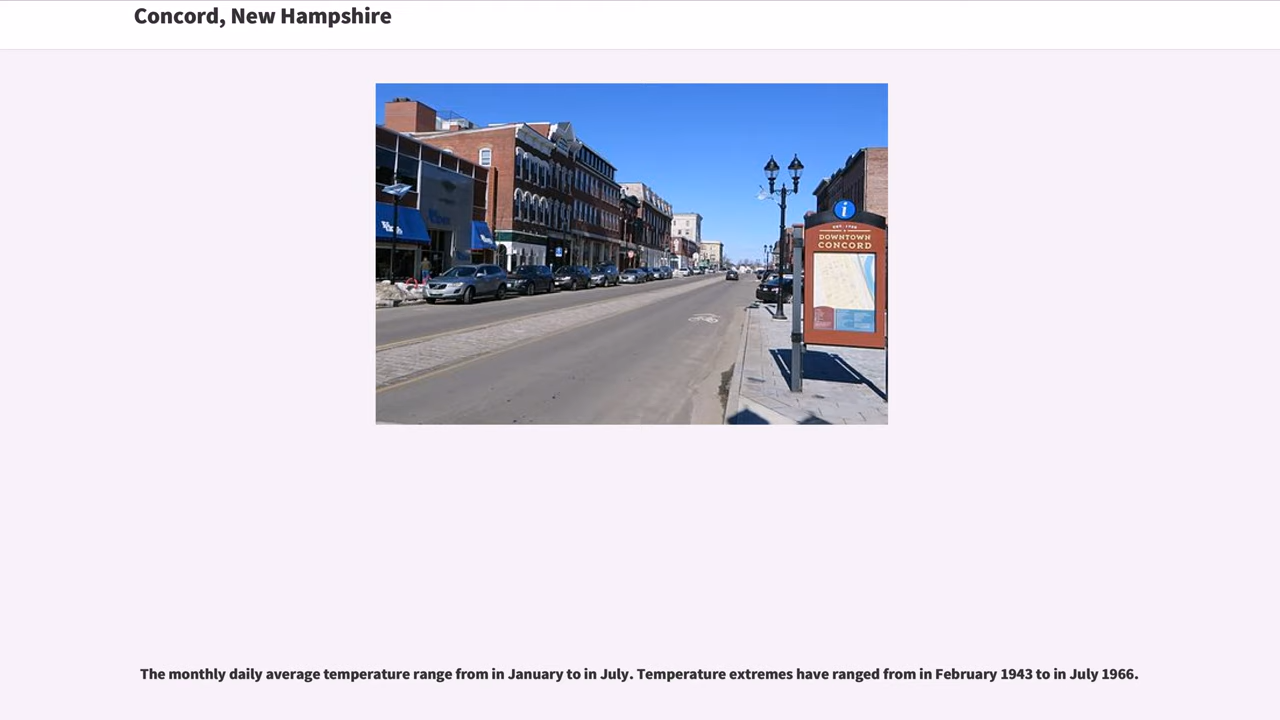 Concord, New Hampshire
i
DOWNTOWN
CONCORD
The monthly daily average temperature range from in January to in July. Temperature extremes have ranged from in February 1943 to in July 1966.